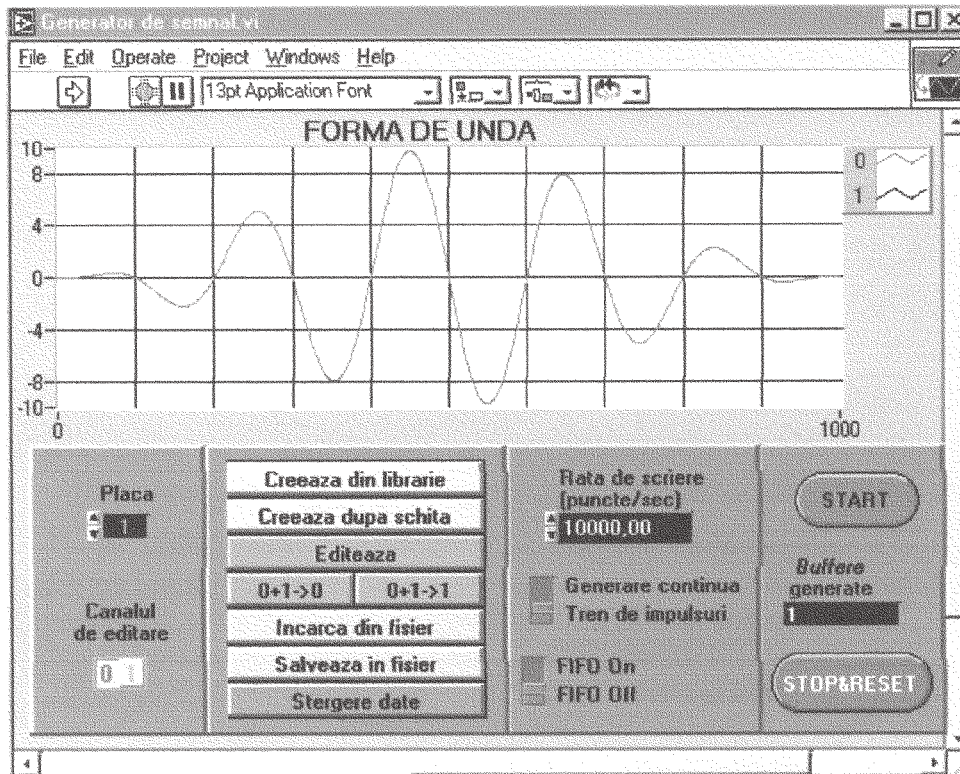 Generator de semnal.vi
File Edit Operate Project Windows Help
13pt Application Font
FORMA DE UNDA
10
8
4
0
-4
-8
-10
0
1000
0
1
Placa
1
Canalul
de editare
0 1
Creeaza din librarie
Creeaza dupa schita
Editeaza
0+1->0
0+1->1
Incarca din fisier
Salveaza in fisier
Stergere date
Rata de scriere
(puncte/sec)
10000,00
Generare continua
Tren de impulsuri
FIFO On
FIFO Off
START
Buffere
generate
1
STOP&RESET